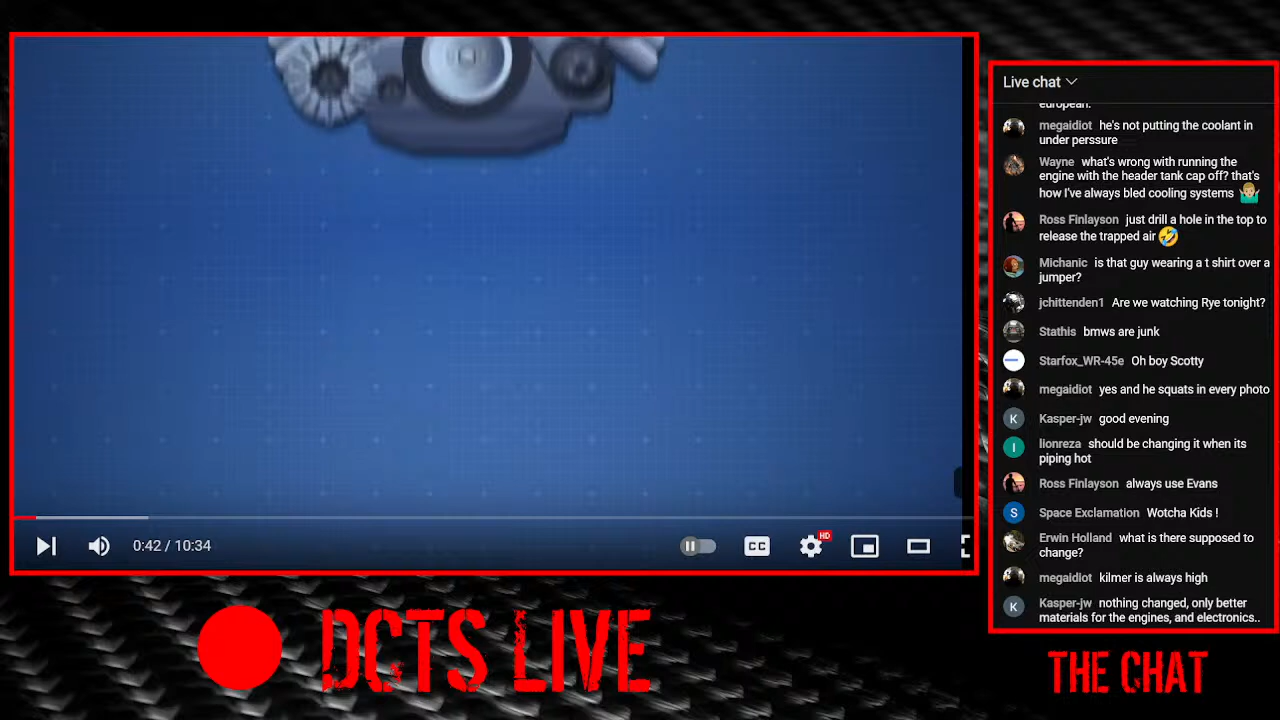 Live chat
european.
megaidiot he's not putting the coolant in
under perssure
Wayne what's wrong with running the
engine with the header tank cap off? that's
how I've always bled cooling systems
Ross Finlayson just drill a hole in the top to
release the trapped air
Michanic is that guy wearing a t shirt over a
jumper?
jchittenden1 Are we watching Rye tonight?
Stathis bmws are junk
Starfox_WR-45e Oh boy Scotty
megaidiot yes and he squats in every photo
K Kasper-jw good evening
l lionreza should be changing it when its
piping hot
Ross Finlayson always use Evans
S Space Exclamation Wotcha Kids !
Erwin Holland what is there supposed to
change?
megaidiot kilmer is always high
K Kasper-jw nothing changed, only better
materials for the engines, and electronics..
0:42 / 10:34
CC
HD
DCTS LIVE
THE CHAT